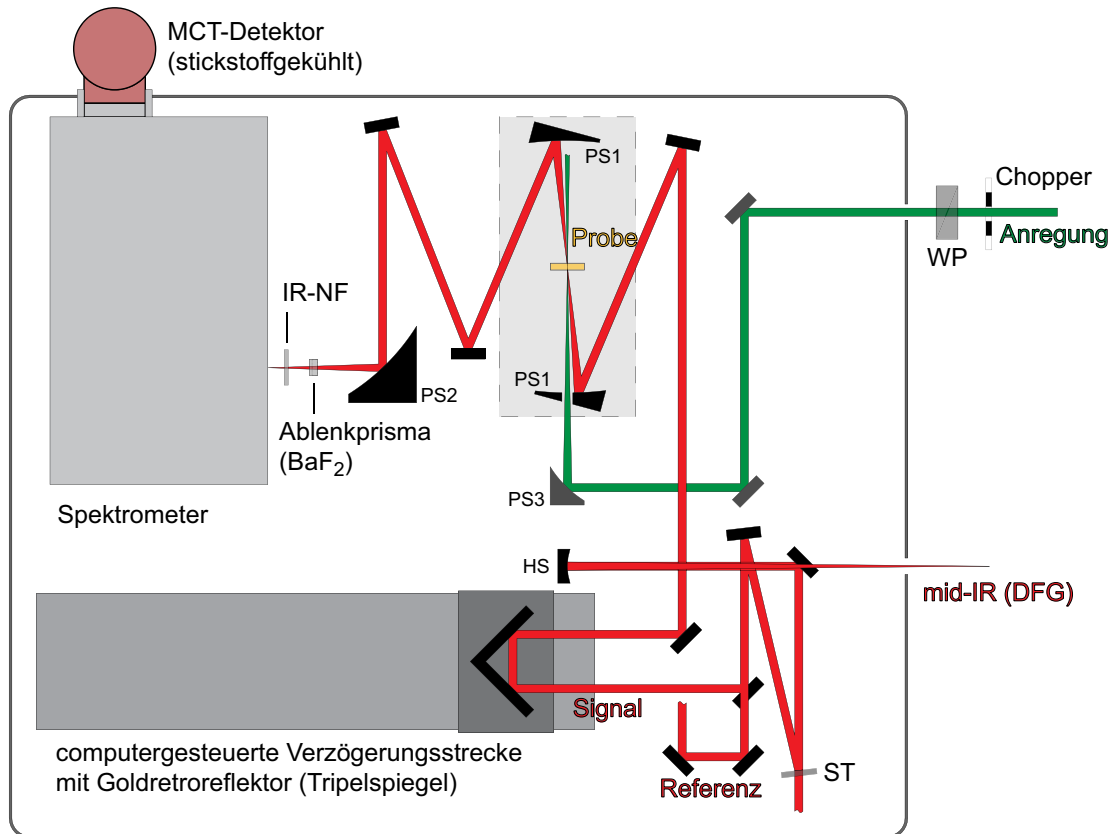 MCT-Detektor
(stickstoffgekühlt)
PS1
Chopper
Probe
Anregung
WP
IR-NF
PS1
PS2
Ablenkprisma
(BaF2)
PS3
Spektrometer
HS
mid-IR (DFG)
Signal
computergesteuerte Verzögerungsstrecke
mit Goldretroreflektor (Tripelspiegel)
Referenz
ST